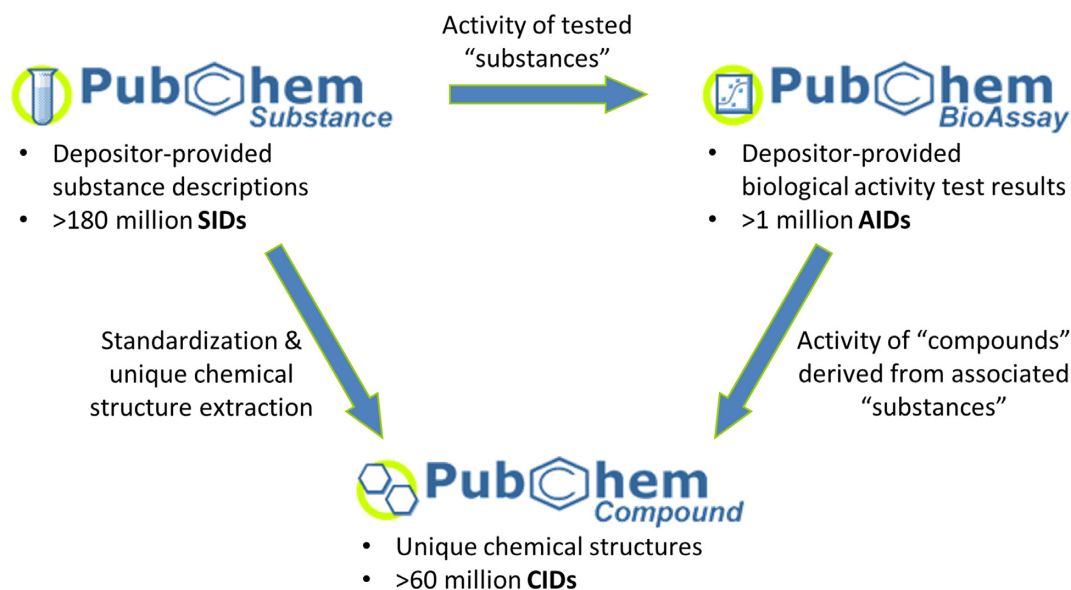 Activity of tested
“substances”
PubChem
Substance
• Depositor-provided
substance descriptions
• >180 million SIDs
PubChem
BioAssay
• Depositor-provided
biological activity test results
• >1 million AIDs
Standardization &
unique chemical
structure extraction
Activity of “compounds”
derived from associated
“substances”
PubChem
Compound
• Unique chemical structures
• >60 million CIDs